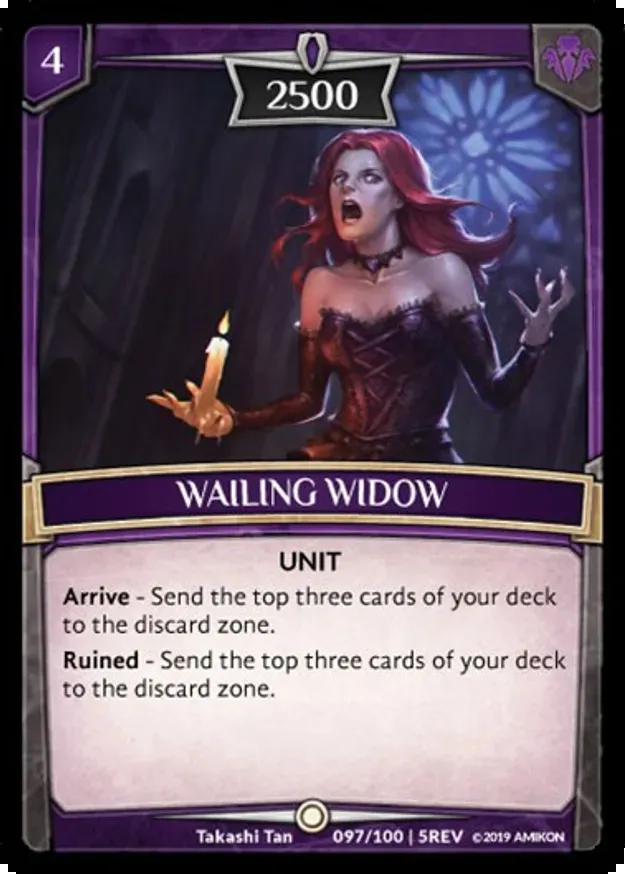 4
2500
WAILING WIDOW
UNIT
Arrive - Send the top three cards of your deck
to the discard zone.
Ruined - Send the top three cards of your deck
to the discard zone.
Takashi Tan 097/100 | 5REV ©2019 AMIKON